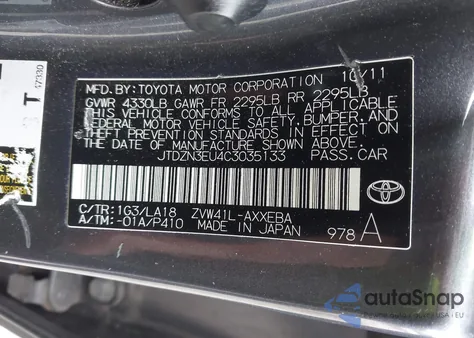 MFD. BY: TOYOTA MOTOR CORPORATION 10/11
GVWR 4330LB GAWR FR 2295LB RR 2295LB
THIS VEHICLE CONFORMS TO ALL APPLICABLE
FEDERAL MOTOR VEHICLE SAFETY, BUMPER, AND
THEFT PREVENTION STANDARDS IN EFFECT ON
THE DATE OF MANUFACTURE SHOWN ABOVE.
JTDZN3EU4C3035133 PASS. CAR
C/TR: 1G3/LA18 ZVW41L-AXXEBA
A/TM: -01A/P410 MADE IN JAPAN
978 A
TOYOTA
T
47330
autoSnap